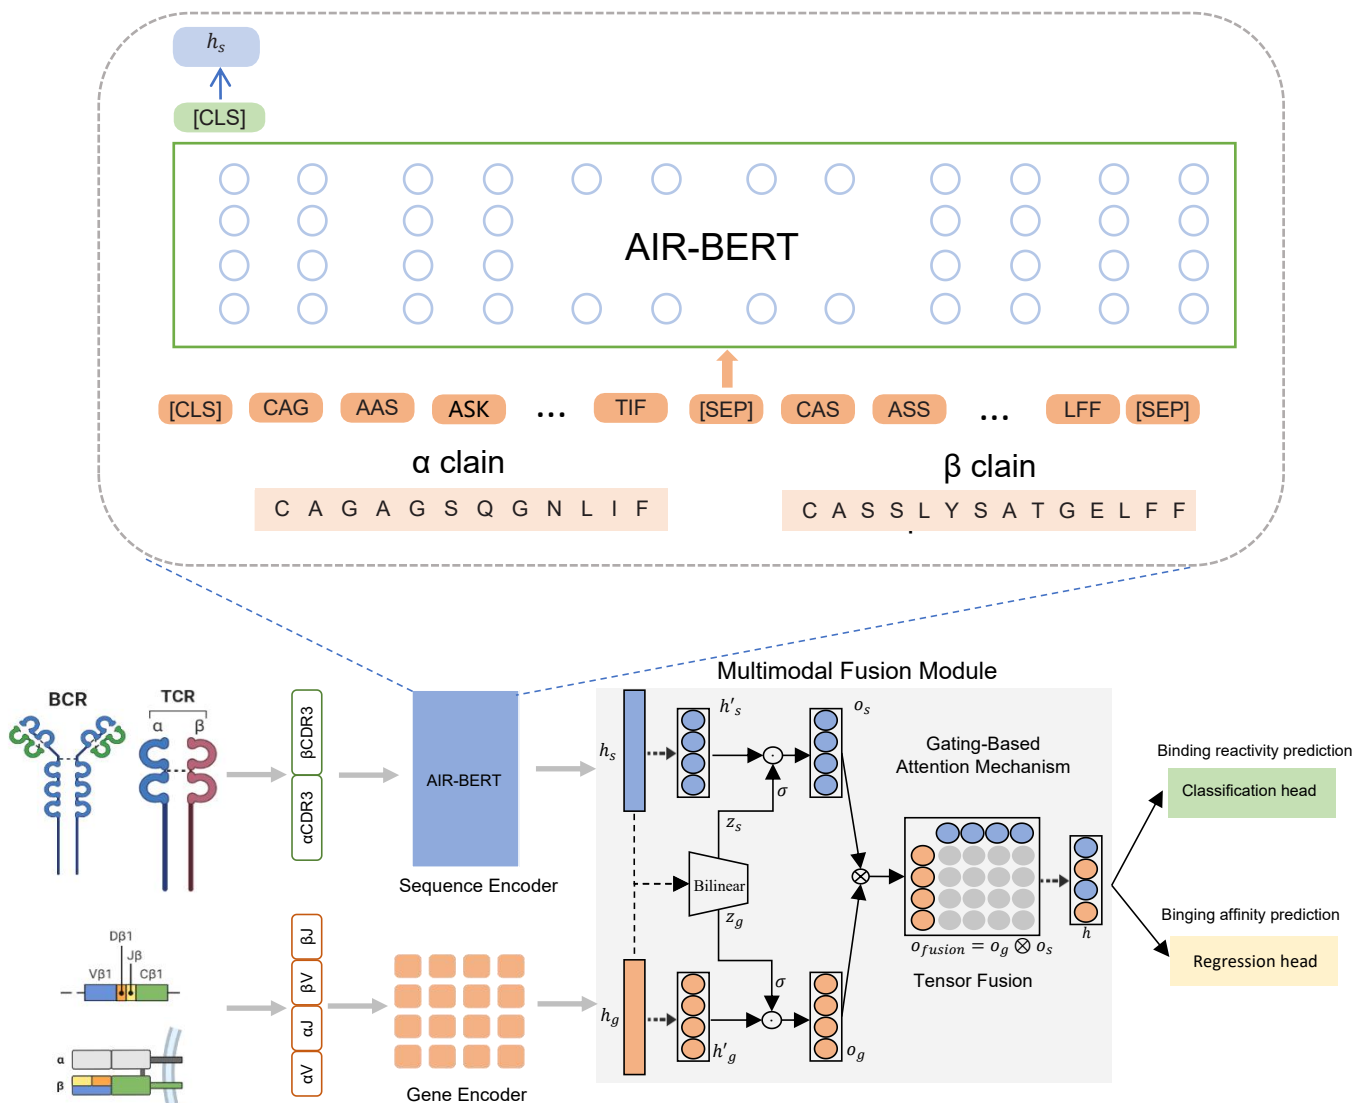 h_s
[CLS]
AIR-BERT
[CLS] CAG AAS ASK ... TIF [SEP] CAS ASS ... LFF [SEP]
α clain
β clain
C A G A G S Q G N L I F
C A S S L Y S A T G E L F F
Multimodal Fusion Module
BCR
TCR
α β
βCDR3
αCDR3
AIR-BERT
Sequence Encoder
h_s
h'_s
o_s
σ
z_s
Bilinear
z_g
σ
h_g
h'_g
o_g
Gating-Based
Attention Mechanism
⊗
o_fusion = o_g ⊗ o_s
Tensor Fusion
h
Binding reactivity prediction
Classification head
Binging affinity prediction
Regression head
Dβ1
Jβ
Vβ1 Cβ1
α
β
βJ
βV
αJ
αV
Gene Encoder